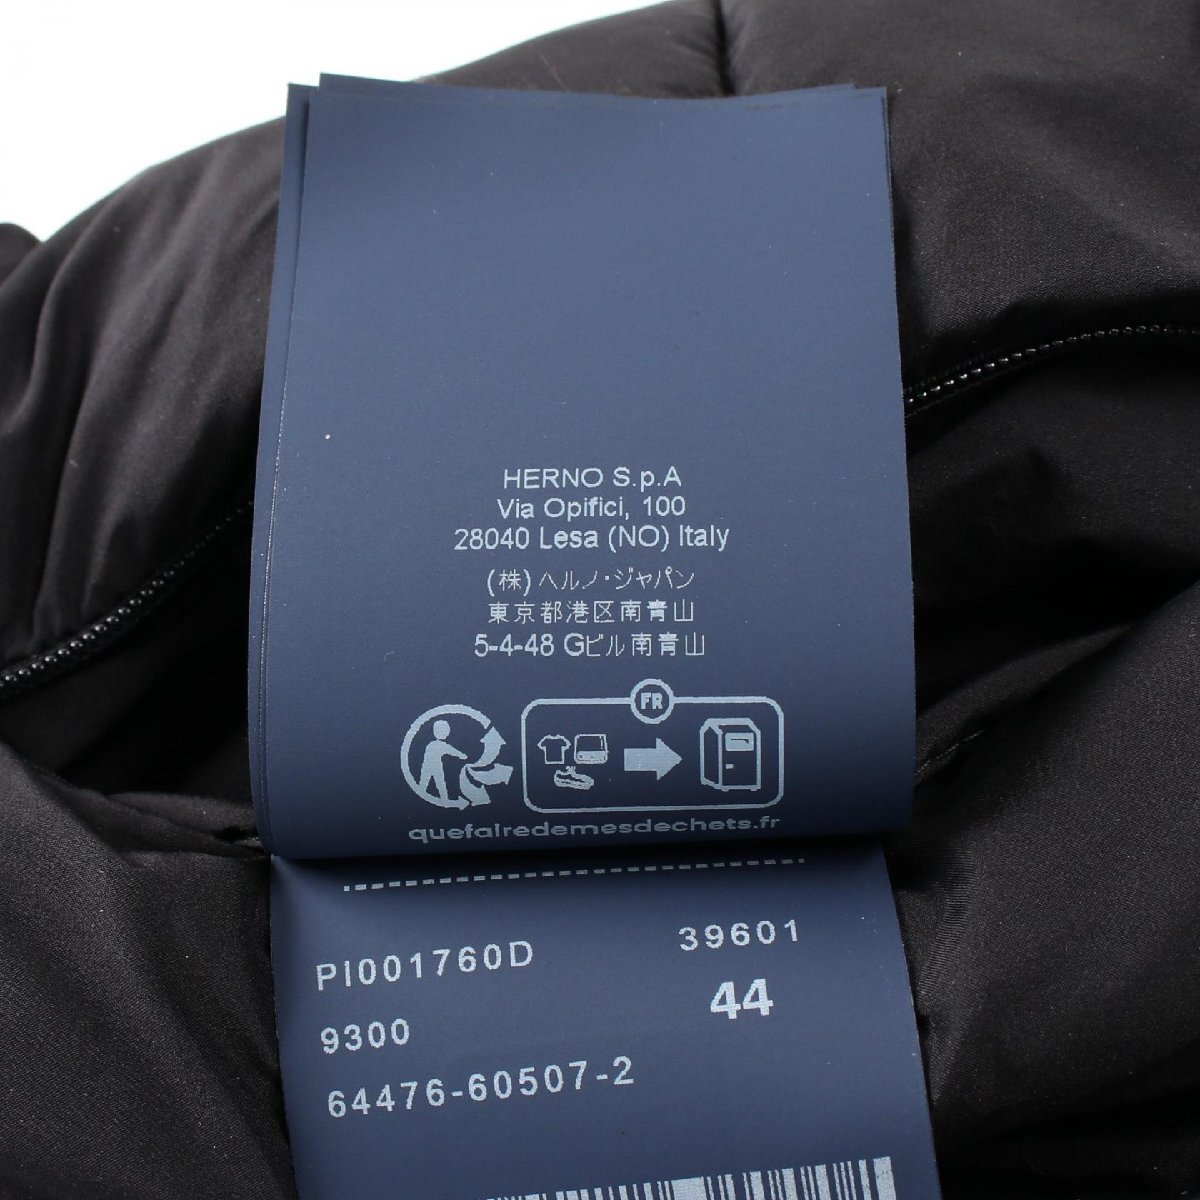 HERNO S.p.A
Via Opifici, 100
28040 Lesa (NO) Italy
(株)ヘルノ・ジャパン
東京都港区南青山
5-4-48 Gビル南青山
FR
quefairedemesdechets.fr
PI001760D 39601
9300 44
64476-60507-2